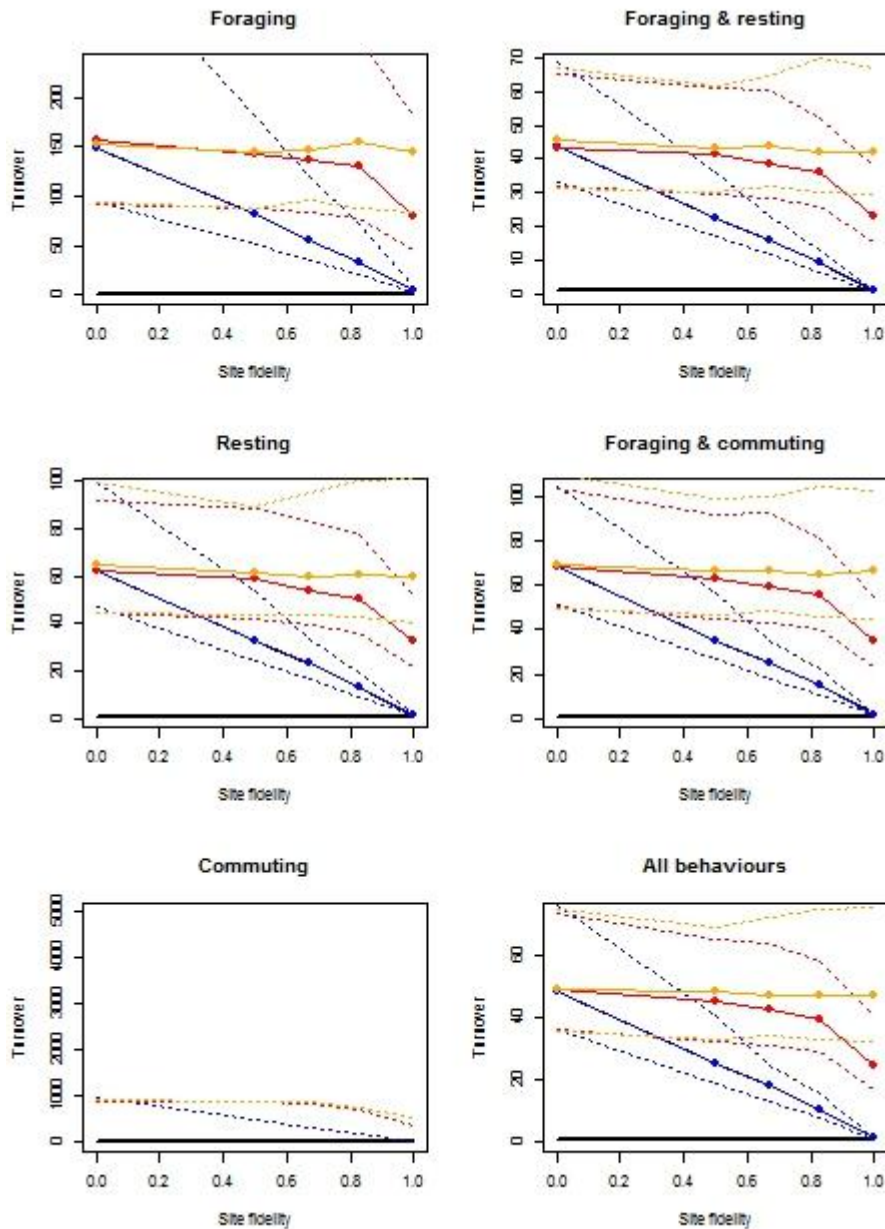 Foraging
Turnover
0 50 100 150 200
0.0 0.2 0.4 0.6 0.8 1.0
Site fidelity
Foraging & resting
Turnover
0 10 20 30 40 50 60 70
0.0 0.2 0.4 0.6 0.8 1.0
Site fidelity
Resting
Turnover
0 20 40 60 80 100
0.0 0.2 0.4 0.6 0.8 1.0
Site fidelity
Foraging & commuting
Turnover
0 20 40 60 80 100
0.0 0.2 0.4 0.6 0.8 1.0
Site fidelity
Commuting
Turnover
0 1000 2000 3000 4000 5000
0.0 0.2 0.4 0.6 0.8 1.0
Site fidelity
All behaviours
Turnover
0 20 40 60
0.0 0.2 0.4 0.6 0.8 1.0
Site fidelity